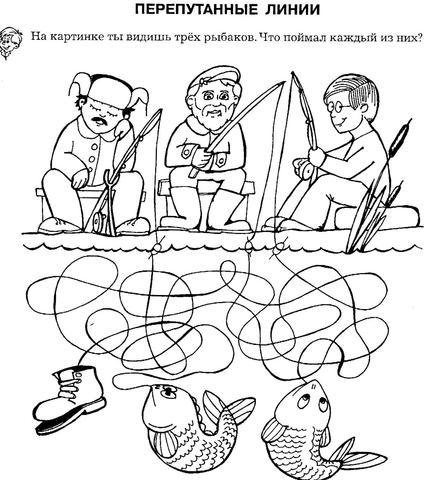 ПЕРЕПУТАННЫЕ ЛИНИИ
На картинке ты видишь трёх рыбаков. Что поймал каждый из них?